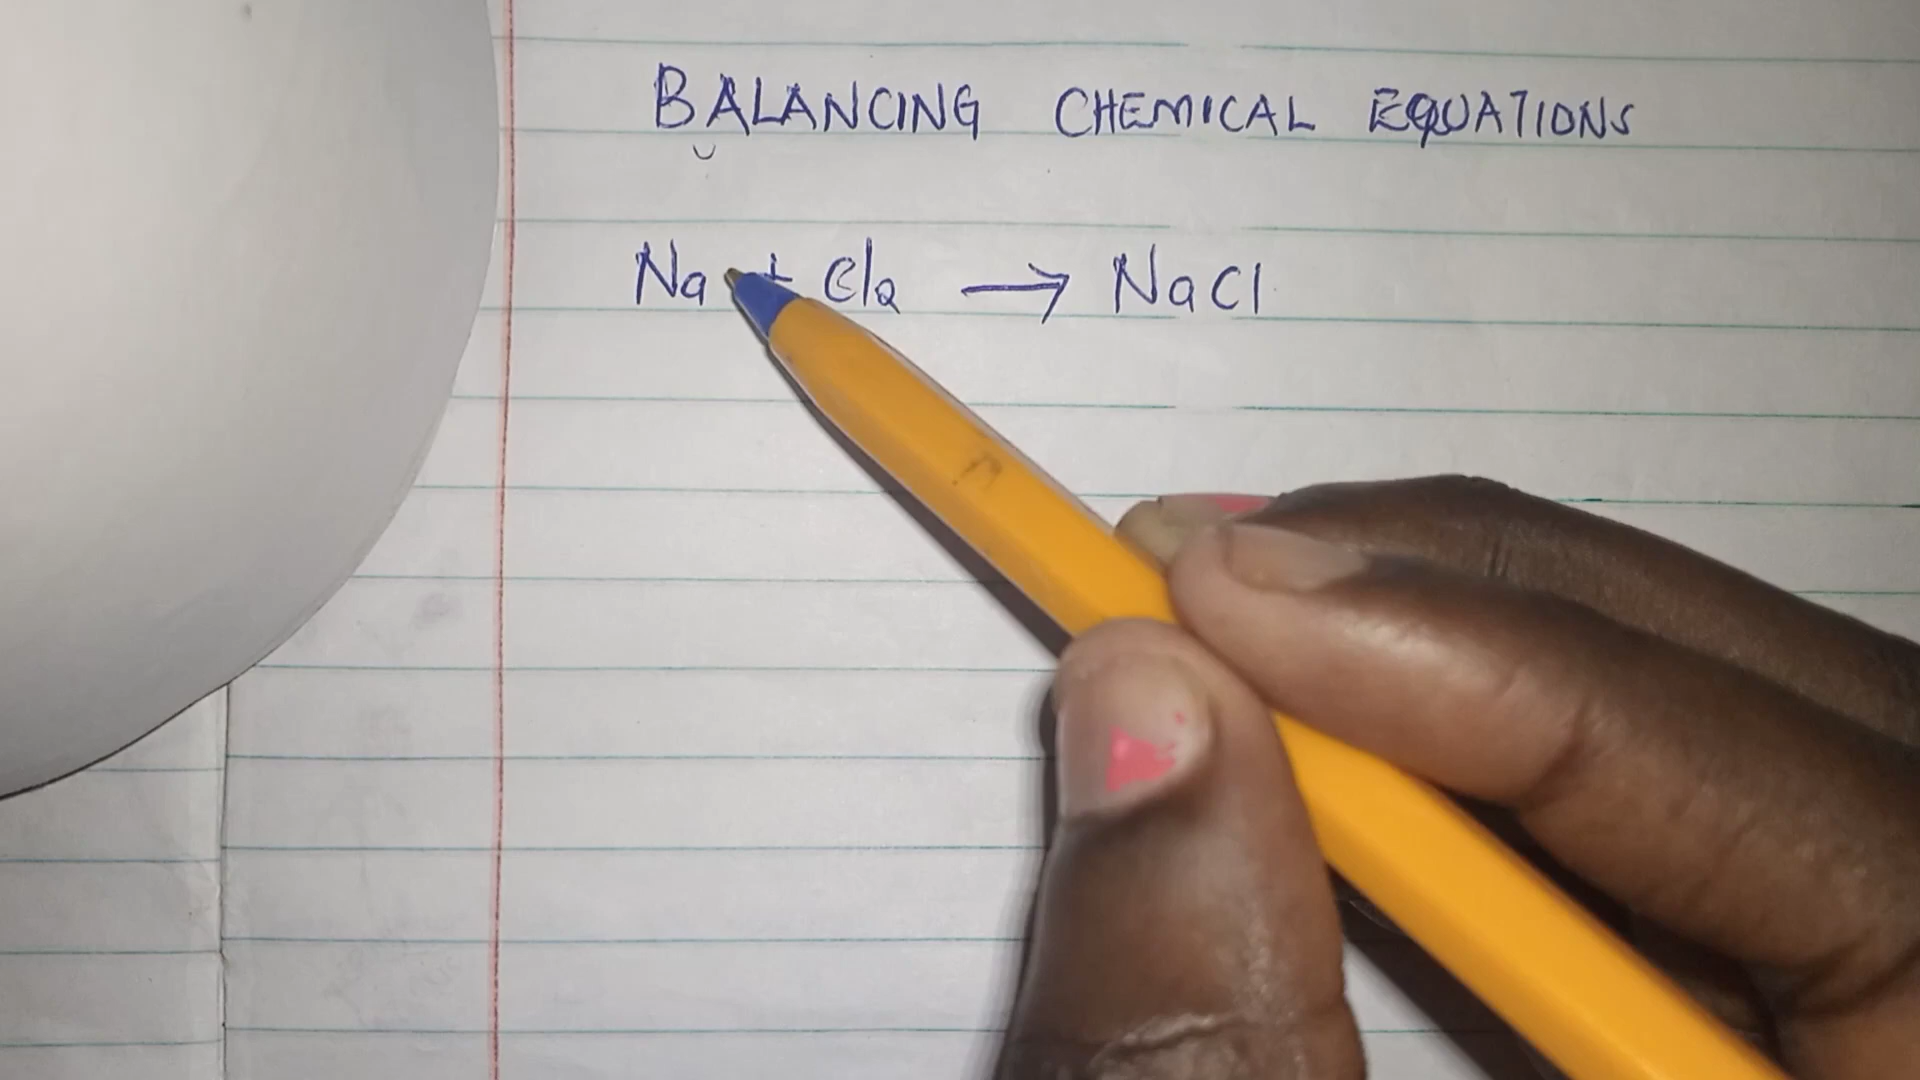 BALANCING CHEMICAL EQUATIONS
Na + Cl₂ → NaCl